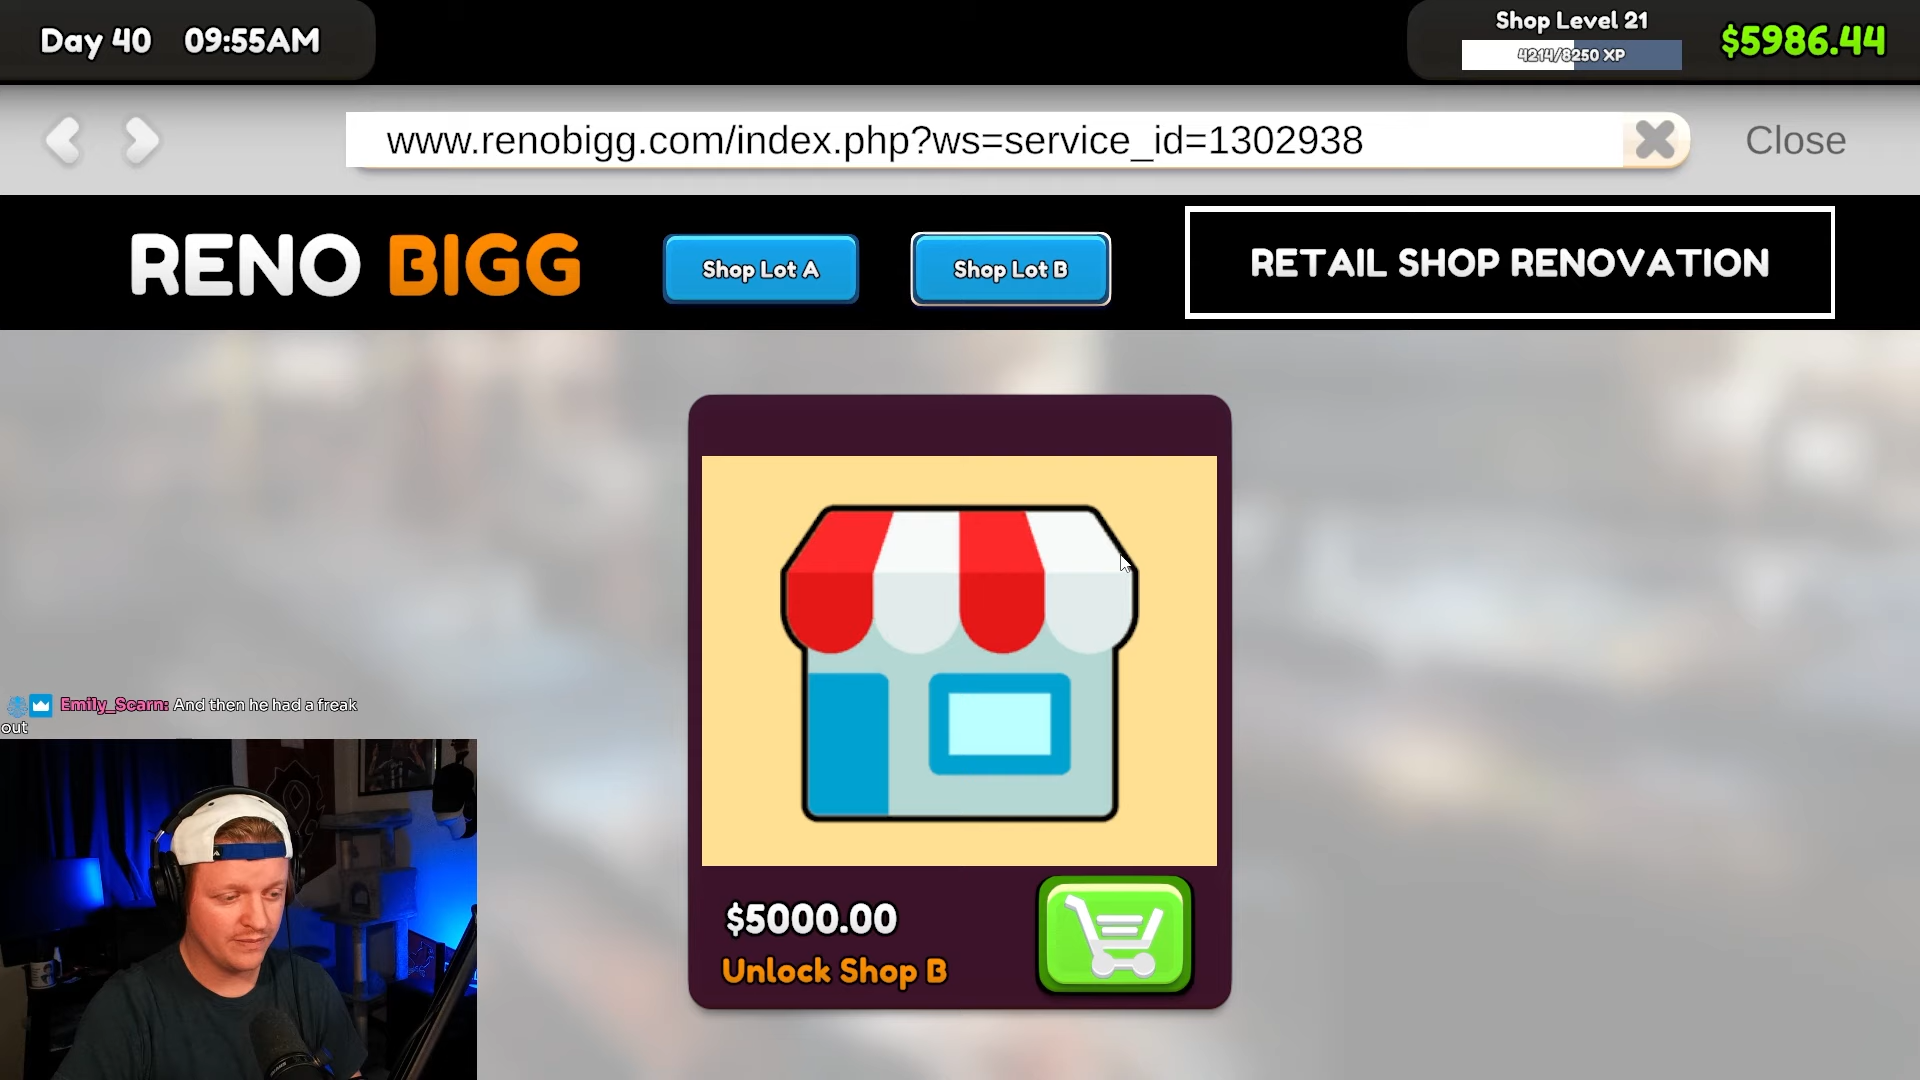 Day 40 09:55AM
Shop Level 21
4214/8250 XP
$5986.44
www.renobigg.com/index.php?ws=service_id=1302938
Close
RENO BIGG
Shop Lot A
Shop Lot B
RETAIL SHOP RENOVATION
Emily_Scarn: And then he had a freak
out
$5000.00
Unlock Shop B